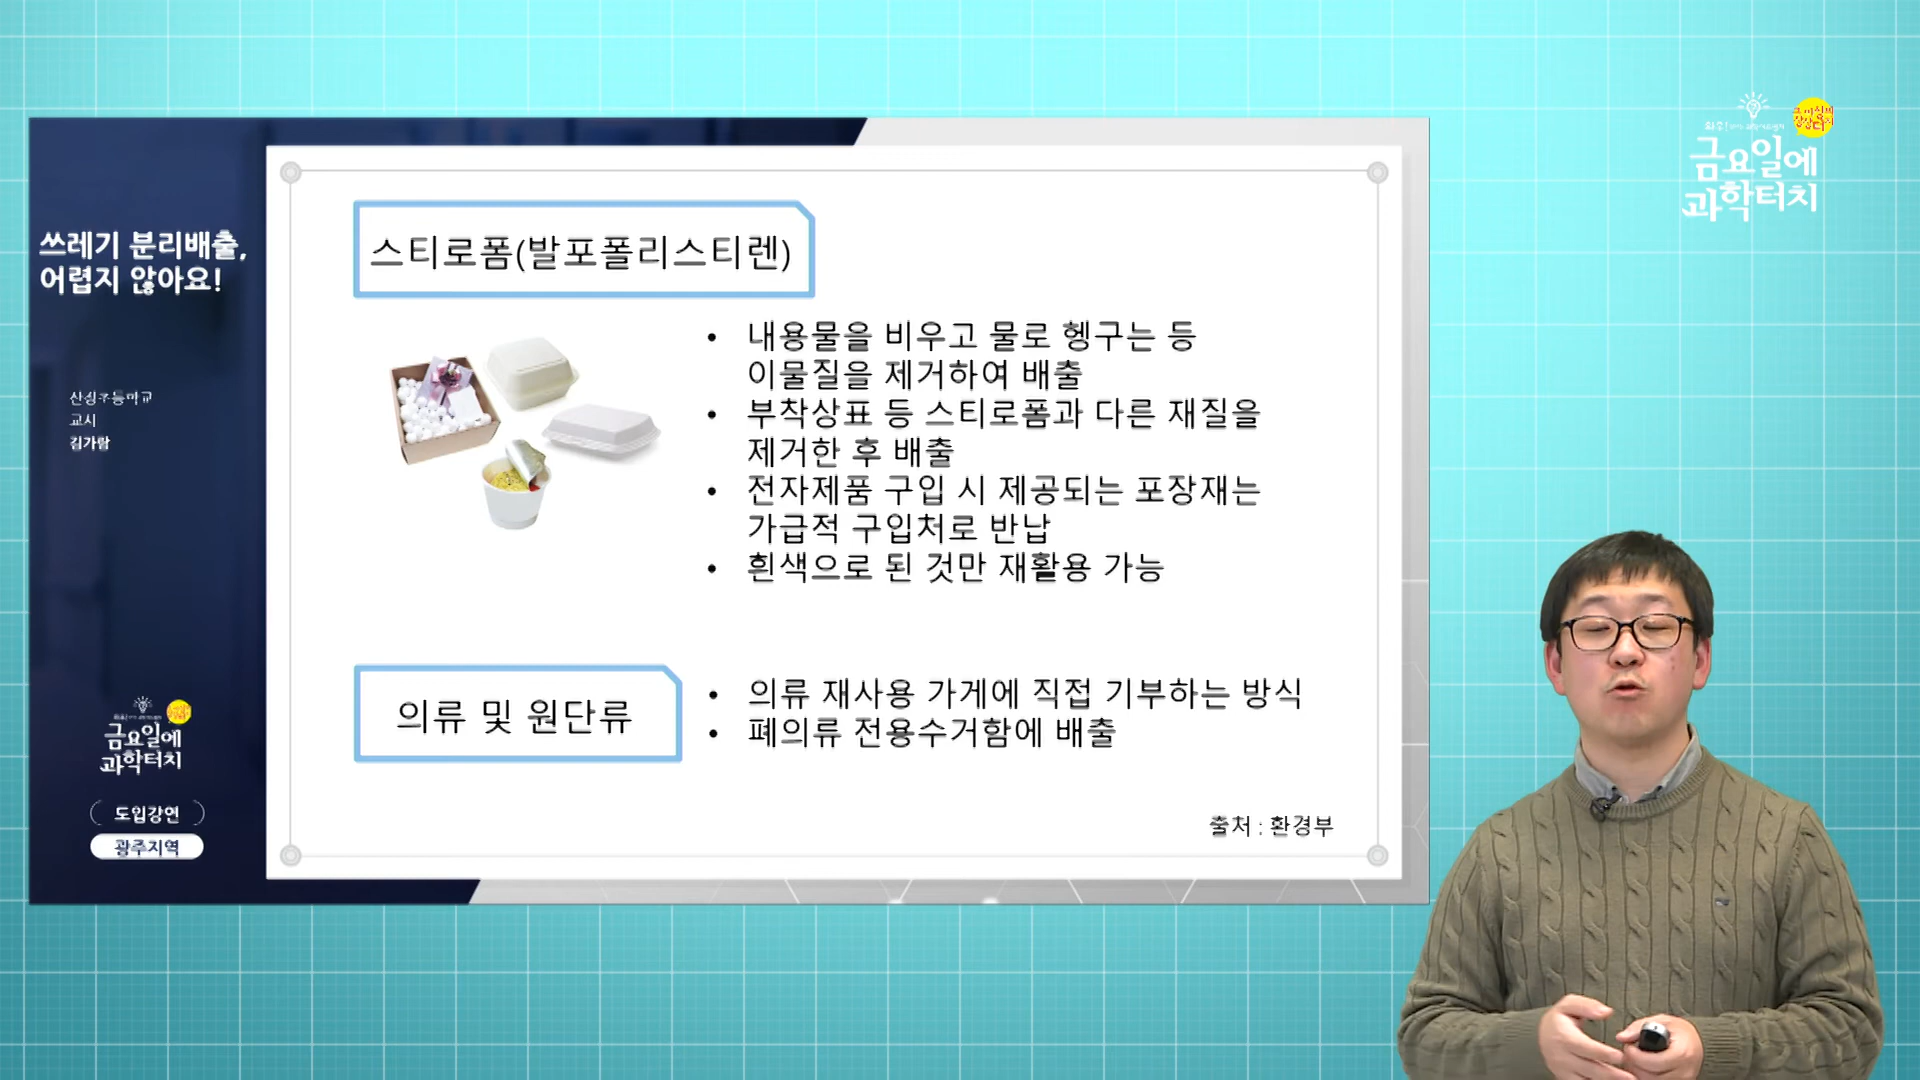 쓰레기 분리배출,
어렵지 않아요!
교사
김가람
금요일에
과학터치
도입강연
광주지역
스티로폼(발포폴리스티렌)
• 내용물을 비우고 물로 헹구는 등
이물질을 제거하여 배출
• 부착상표 등 스티로폼과 다른 재질을
제거한 후 배출
• 전자제품 구입 시 제공되는 포장재는
가급적 구입처로 반납
• 흰색으로 된 것만 재활용 가능
의류 및 원단류
• 의류 재사용 가게에 직접 기부하는 방식
• 폐의류 전용수거함에 배출
출처 : 환경부
금요일에
과학터치